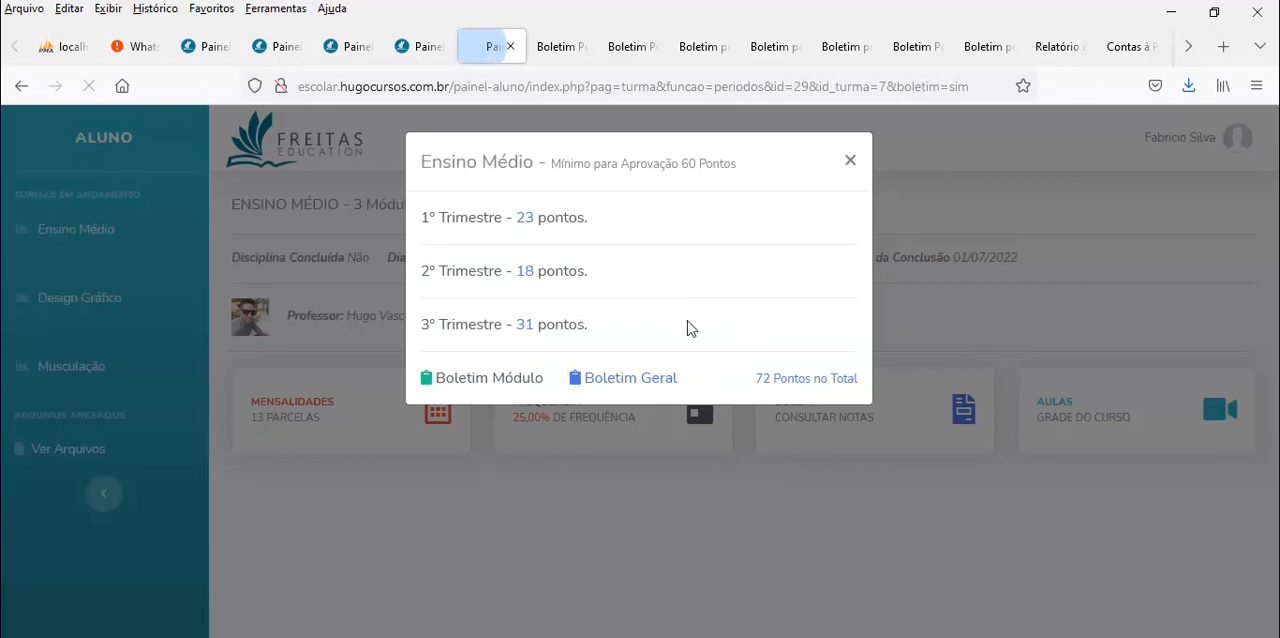 Arquivo Editar Exibir Histórico Favoritos Ferramentas Ajuda
localh What: Painel Painel Painel Painel Pai Boletim P Boletim P Boletim p Boletim p Boletim p Boletim P Boletim p Relatório Contas à P
escolar.hugocursos.com.br/painel-aluno/index.php?pag=turma&funcao=periodos&id=29&id_turma=7&boletim=sim
ALUNO
FREITAS
EDUCATION
Fabricio Silva
Ensino Médio - Mínimo para Aprovação 60 Pontos
TURMAS EM ANDAMENTO
ENSINO MÉDIO - 3 Módu
1º Trimestre - 23 pontos.
Ensino Médio
Disciplina Concluída Não Dia
da Conclusão 01/07/2022
2º Trimestre - 18 pontos.
Design Gráfico
Professor: Hugo Vasc
3º Trimestre - 31 pontos.
Musculação
Boletim Módulo Boletim Geral 72 Pontos no Total
MENSALIDADES
13 PARCELAS
25,00% DE FREQUÊNCIA
CONSULTAR NOTAS
AULAS
GRADE DO CURSO
ARQUIVOS ANEXADOS
Ver Arquivos